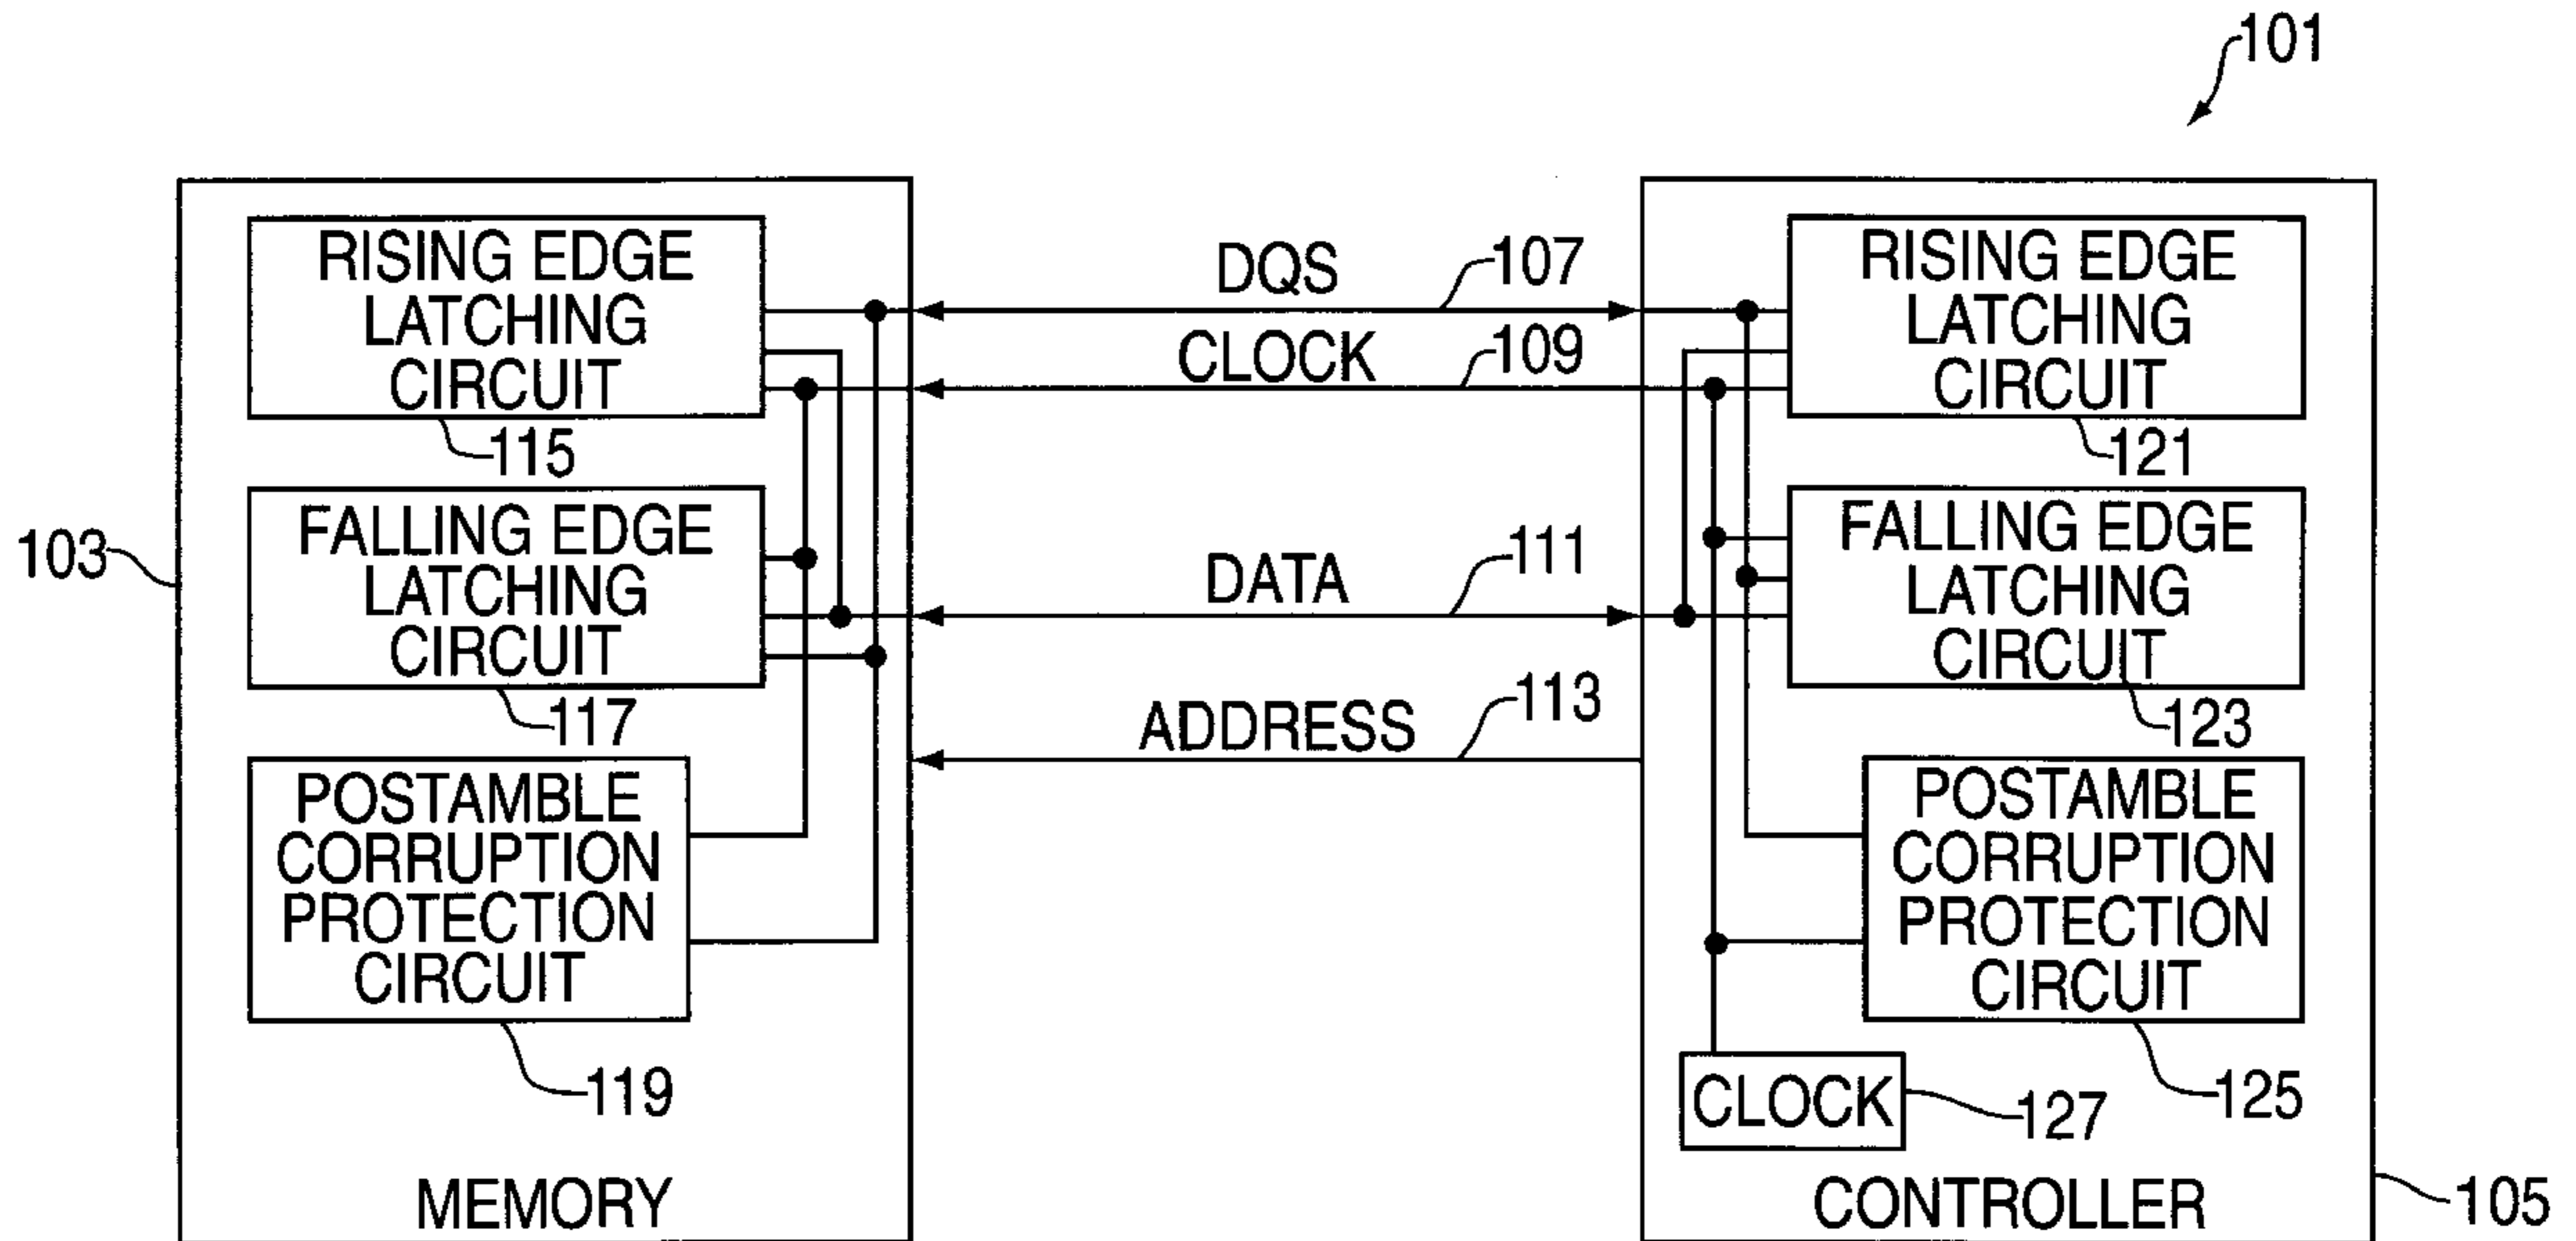 101
RISING EDGE
LATCHING
CIRCUIT
115
FALLING EDGE
LATCHING
CIRCUIT
117
POSTAMBLE
CORRUPTION
PROTECTION
CIRCUIT
119
MEMORY
103
DQS
107
CLOCK
109
DATA
111
ADDRESS
113
RISING EDGE
LATCHING
CIRCUIT
121
FALLING EDGE
LATCHING
CIRCUIT
123
POSTAMBLE
CORRUPTION
PROTECTION
CIRCUIT
125
CLOCK
127
CONTROLLER
105